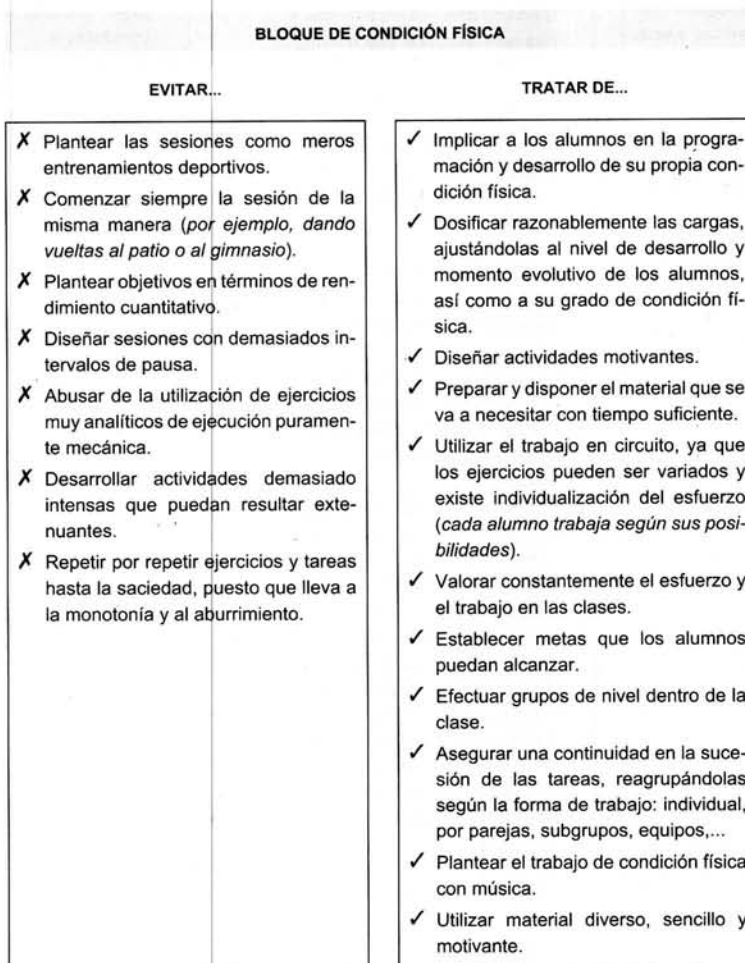 BLOQUE DE CONDICIÓN FÍSICA
EVITAR...
✗ Plantear las sesiones como meros
entrenamientos deportivos.
✗ Comenzar siempre la sesión de la
misma manera (por ejemplo, dando
vueltas al patio o al gimnasio).
✗ Plantear objetivos en términos de ren-
dimiento cuantitativo.
✗ Diseñar sesiones con demasiados in-
tervalos de pausa.
✗ Abusar de la utilización de ejercicios
muy analíticos de ejecución puramen-
te mecánica.
✗ Desarrollar actividades demasiado
intensas que puedan resultar exte-
nuantes.
✗ Repetir por repetir ejercicios y tareas
hasta la saciedad, puesto que lleva a
la monotonía y al aburrimiento.
TRATAR DE...
✓ Implicar a los alumnos en la progra-
mación y desarrollo de su propia con-
dición física.
✓ Dosificar razonablemente las cargas,
ajustándolas al nivel de desarrollo y
momento evolutivo de los alumnos,
así como a su grado de condición fí-
sica.
✓ Diseñar actividades motivantes.
✓ Preparar y disponer el material que se
va a necesitar con tiempo suficiente.
✓ Utilizar el trabajo en circuito, ya que
los ejercicios pueden ser variados y
existe individualización del esfuerzo
(cada alumno trabaja según sus posi-
bilidades).
✓ Valorar constantemente el esfuerzo y
el trabajo en las clases.
✓ Establecer metas que los alumnos
puedan alcanzar.
✓ Efectuar grupos de nivel dentro de la
clase.
✓ Asegurar una continuidad en la suce-
sión de las tareas, reagrupándolas
según la forma de trabajo: individual,
por parejas, subgrupos, equipos,...
✓ Plantear el trabajo de condición física
con música.
✓ Utilizar material diverso, sencillo y
motivante.